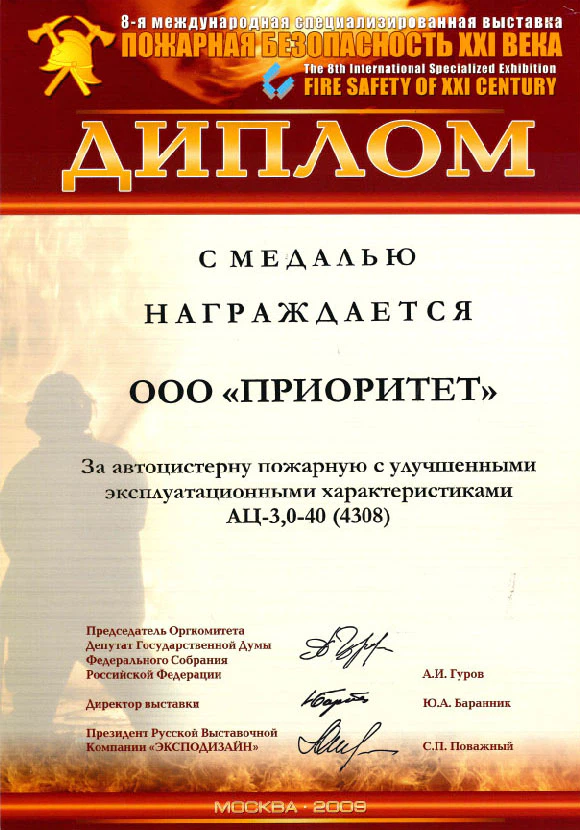 8-я международная специализированная выставка
ПОЖАРНАЯ БЕЗОПАСНОСТЬ XXI ВЕКА
The 8th International Specialized Exhibition
FIRE SAFETY OF XXI CENTURY
ДИПЛОМ
С МЕДАЛЬЮ
НАГРАЖДАЕТСЯ
ООО «ПРИОРИТЕТ»
За автоцистерну пожарную с улучшенными
эксплуатационными характеристиками
АЦ-3,0-40 (4308)
Председатель Оргкомитета
Депутат Государственной Думы
Федерального Собрания
Российской Федерации
А.И. Гуров
Директор выставки
Ю.А. Баранник
Президент Русской Выставочной
Компании «ЭКСПОДИЗАЙН»
С.П. Поважный
МОСКВА · 2009